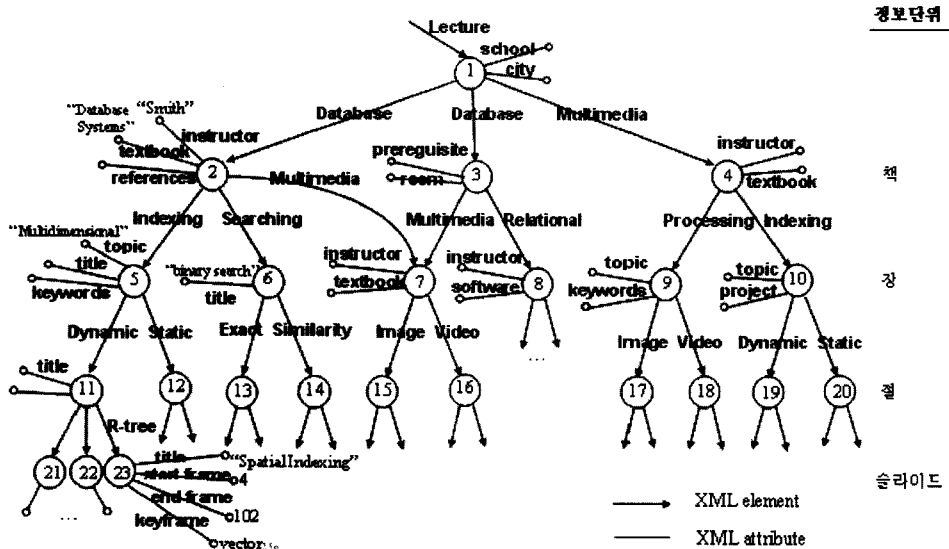 정보단위
Lecture
school
city
1
Database Database Multimedia
"Database Systems"
"Smith"
instructor
textbook
references
2
Multimedia
prerequisite
room
3
instructor
textbook
4
책
Indexing Searching
Multimedia Relational
Processing Indexing
"Multidimensional"
topic
title
keywords
5
"binary search"
title
6
instructor
textbook
7
instructor
software
8
topic
keywords
9
topic
project
10
장
Dynamic Static
Exact Similarity
Image Video
...
Image Video
Dynamic Static
title
11
12
13
14
15
16
17
18
19
20
절
R-tree
21
22
23
...
title
"Spatial Indexing"
start-frame
4
end-frame
102
keyframe
vector
슬라이드
XML element
XML attribute